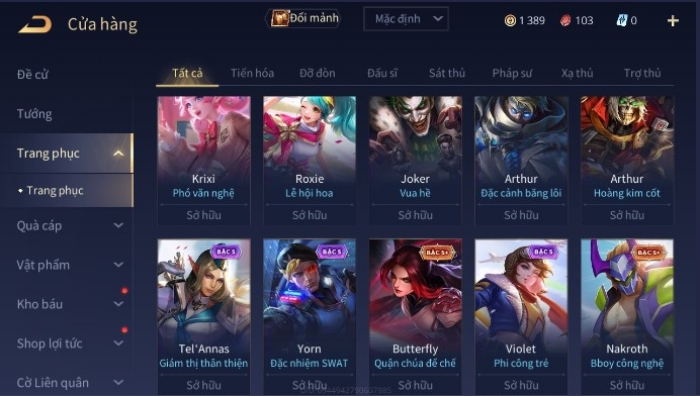 Cửa hàng
Đổi mảnh
Mặc định
1 389
103
0
Đề cử
Tướng
Trang phục
Trang phục
Quà cáp
Vật phẩm
Kho báu
Shop lợi tức
Cờ Liên quân
Tất cả Tiến hóa Đỡ đòn Đấu sĩ Sát thủ Pháp sư Xạ thủ Trợ thủ
Krixi Roxie Joker Arthur Arthur
Phó văn nghệ Lễ hội hoa Vua hề Đặc cảnh băng lôi Hoàng kim cốt
Sở hữu Sở hữu Sở hữu Sở hữu Sở hữu
BẬC S BẬC S BẬC S+ BẬC S BẬC S+
Tel'Annas Yorn Butterfly Violet Nakroth
Giám thị thân thiện Đặc nhiệm SWAT Quận chúa đế chế Phi công trẻ Bboy công nghệ
Sở hữu Sở hữu Sở hữu Sở hữu Sở hữu